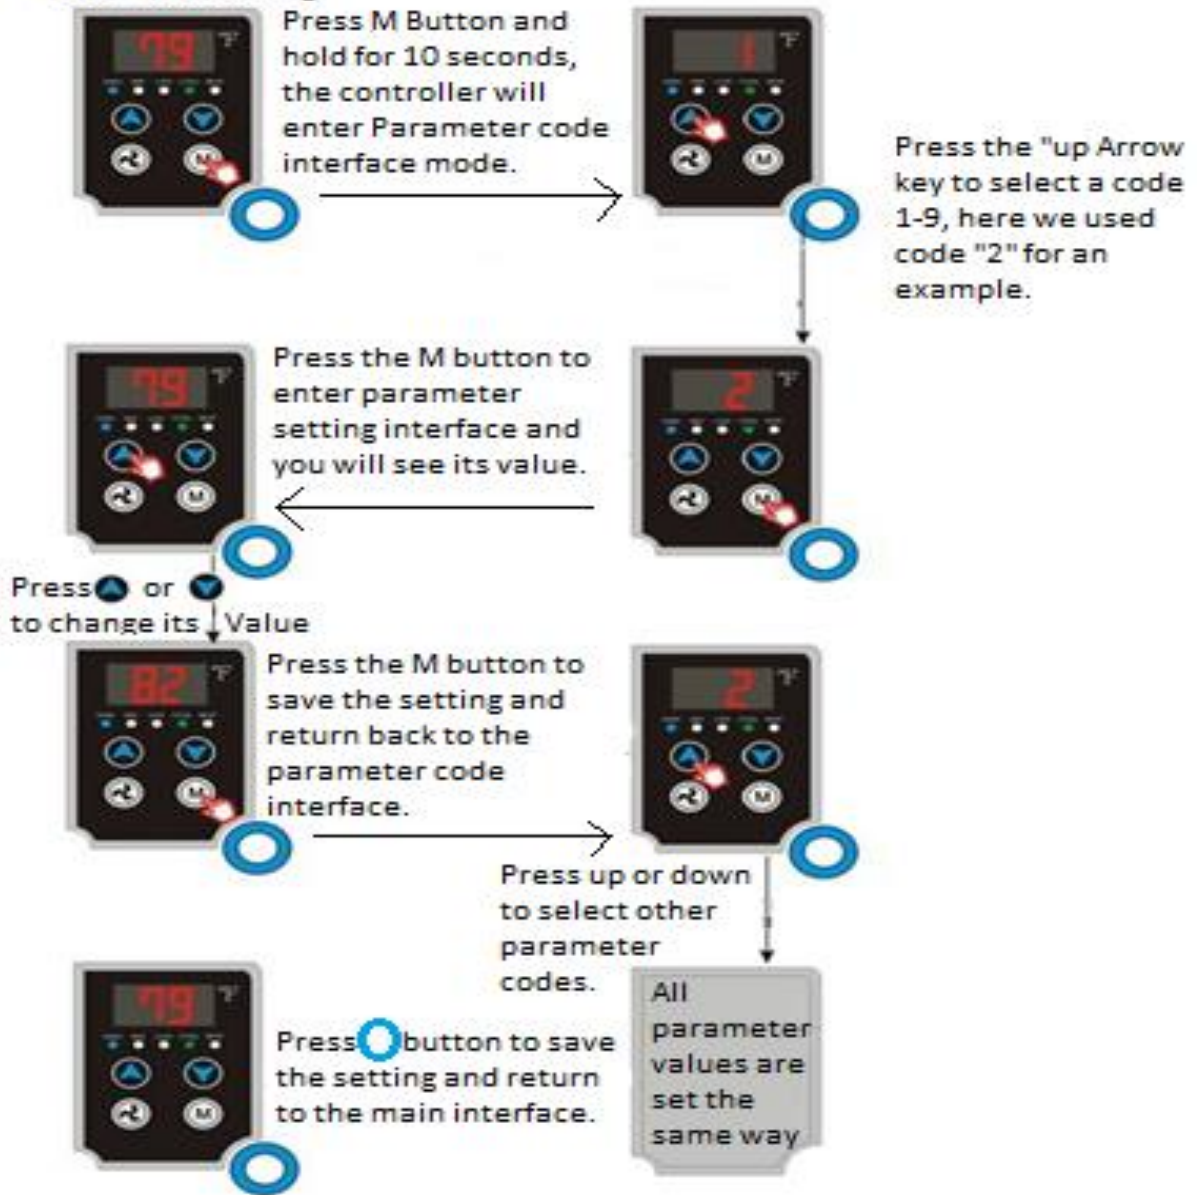 79 °F
Press M Button and
hold for 10 seconds,
the controller will
enter Parameter code
interface mode.
M
1 °F
M
Press the "up Arrow
key to select a code
1-9, here we used
code "2" for an
example.
79 °F
M
Press the M button to
enter parameter
setting interface and
you will see its value.
2 °F
M
Press or
to change its Value
82 °F
M
Press the M button to
save the setting and
return back to the
parameter code
interface.
2 °F
M
Press up or down
to select other
parameter
codes.
79 °F
M
Press button to save
the setting and return
to the main interface.
All
parameter
values are
set the
same way